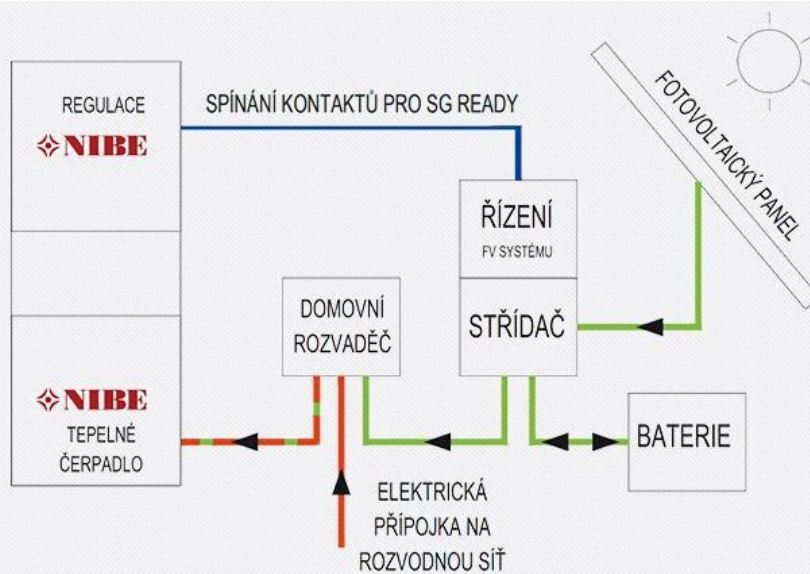 REGULACE
NIBE
SPÍNÁNÍ KONTAKTŮ PRO SG READY
FOTOVOLTAICKÝ PANEL
ŘÍZENÍ
FV SYSTÉMU
DOMOVNÍ
ROZVADĚČ
STŘÍDAČ
NIBE
TEPELNÉ
ČERPADLO
BATERIE
ELEKTRICKÁ
PŘÍPOJKA NA
ROZVODNOU SÍŤ